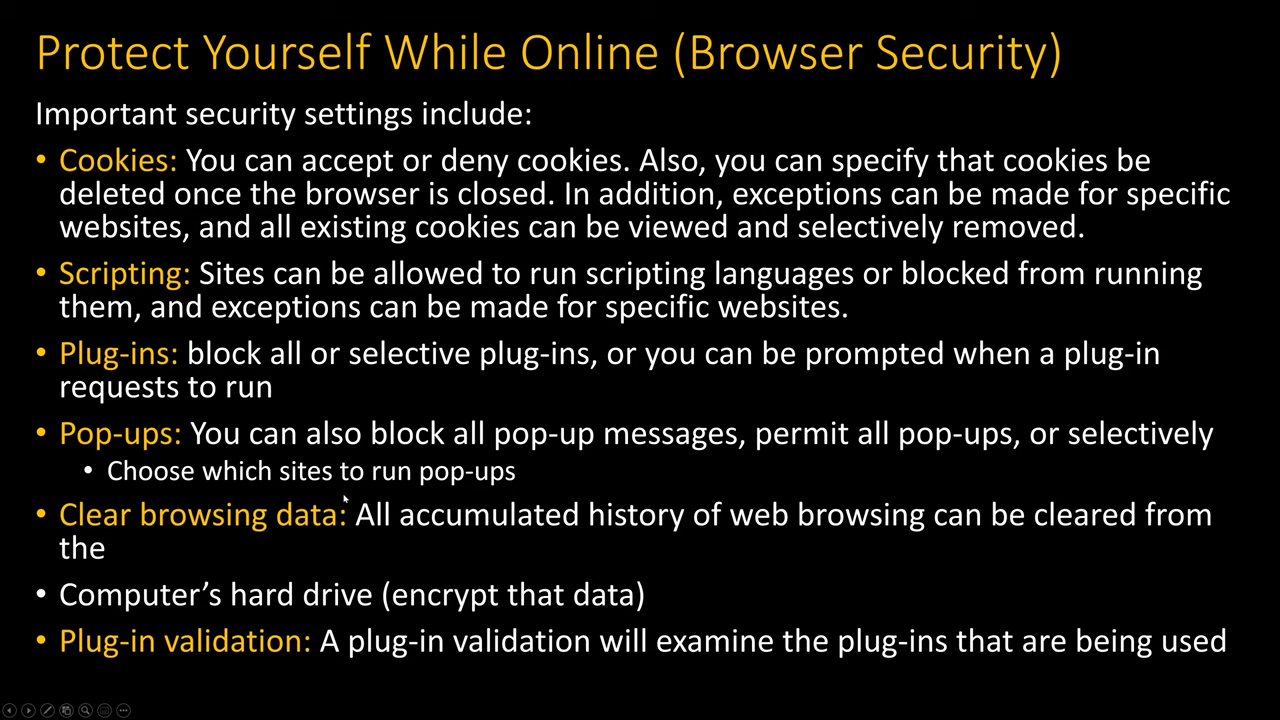 Protect Yourself While Online (Browser Security)
Important security settings include:
• Cookies: You can accept or deny cookies. Also, you can specify that cookies be
deleted once the browser is closed. In addition, exceptions can be made for specific
websites, and all existing cookies can be viewed and selectively removed.
• Scripting: Sites can be allowed to run scripting languages or blocked from running
them, and exceptions can be made for specific websites.
• Plug-ins: block all or selective plug-ins, or you can be prompted when a plug-in
requests to run
• Pop-ups: You can also block all pop-up messages, permit all pop-ups, or selectively
• Choose which sites to run pop-ups
• Clear browsing data: All accumulated history of web browsing can be cleared from
the
• Computer’s hard drive (encrypt that data)
• Plug-in validation: A plug-in validation will examine the plug-ins that are being used